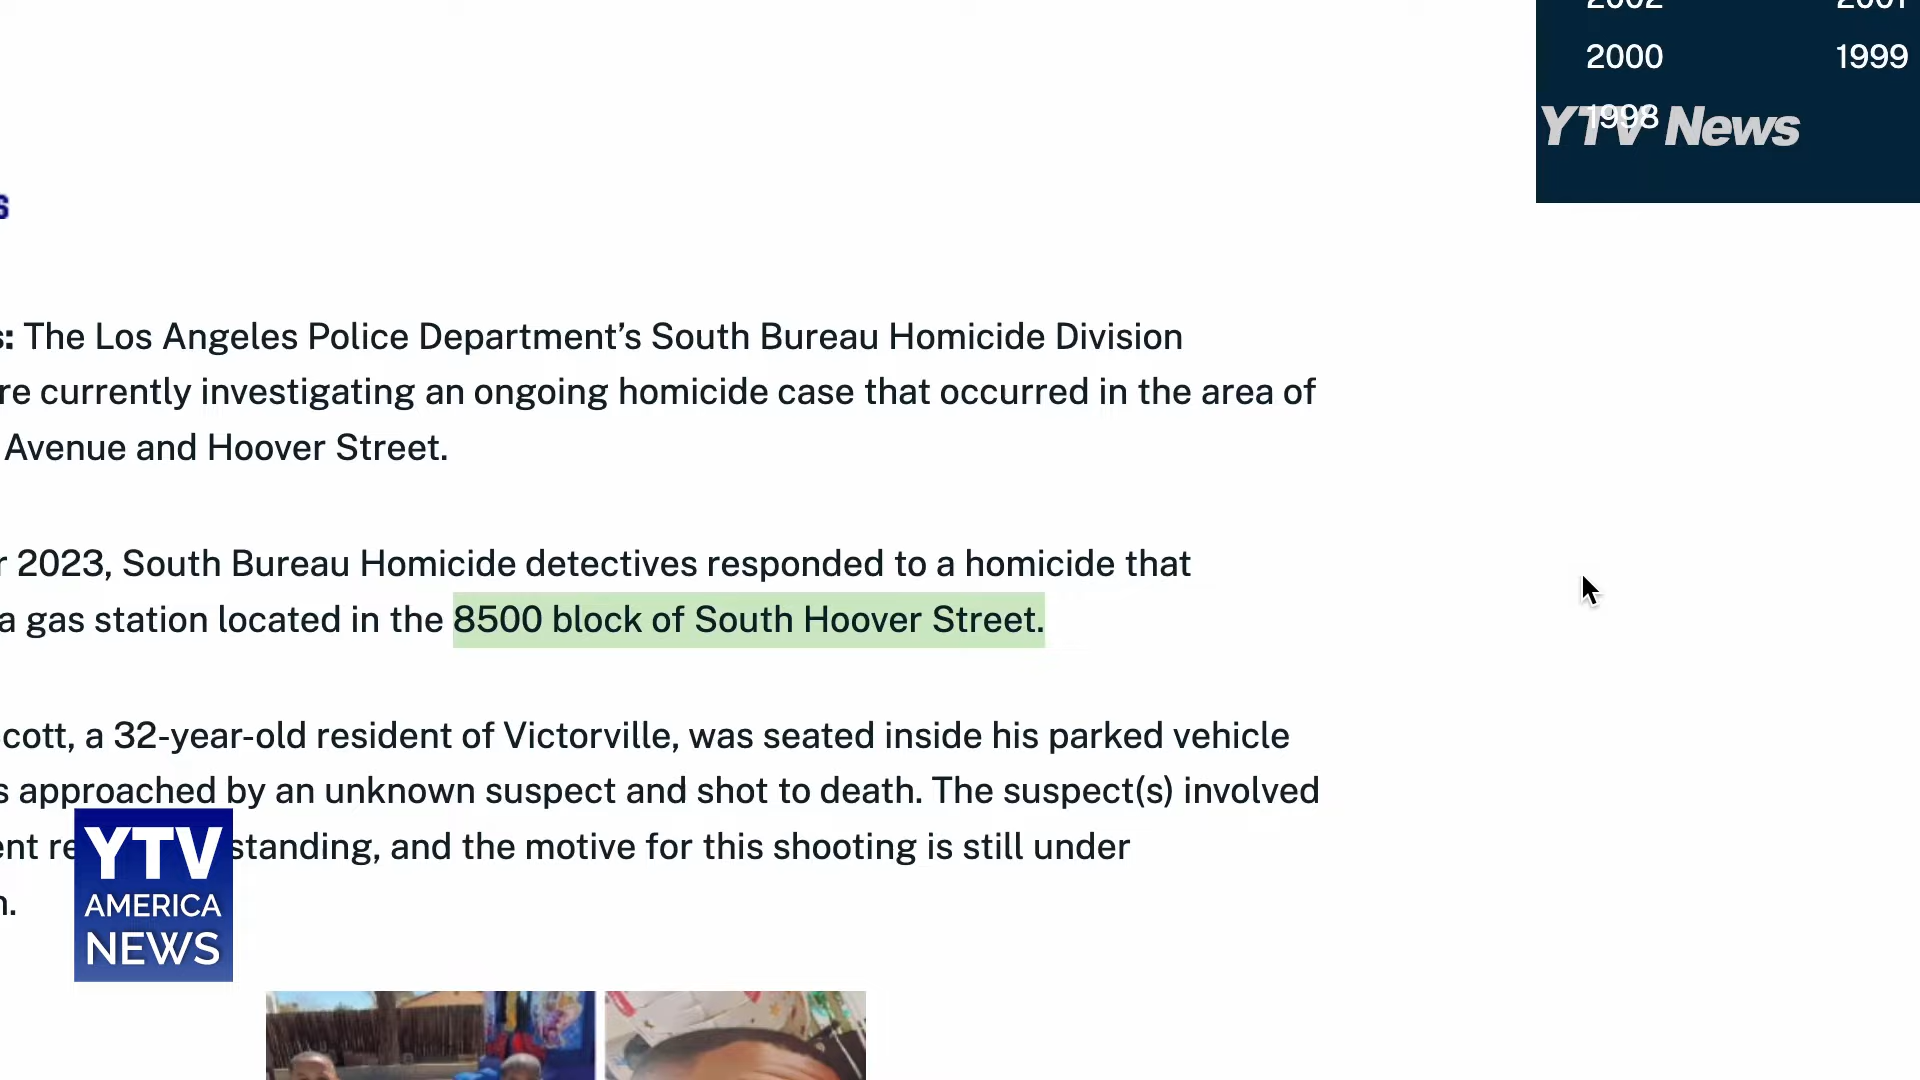 2000 1999
1998
YTV News
s: The Los Angeles Police Department’s South Bureau Homicide Division
re currently investigating an ongoing homicide case that occurred in the area of
Avenue and Hoover Street.
r 2023, South Bureau Homicide detectives responded to a homicide that
a gas station located in the 8500 block of South Hoover Street.
cott, a 32-year-old resident of Victorville, was seated inside his parked vehicle
s approached by an unknown suspect and shot to death. The suspect(s) involved
ent re standing, and the motive for this shooting is still under
n.
YTV
AMERICA
NEWS